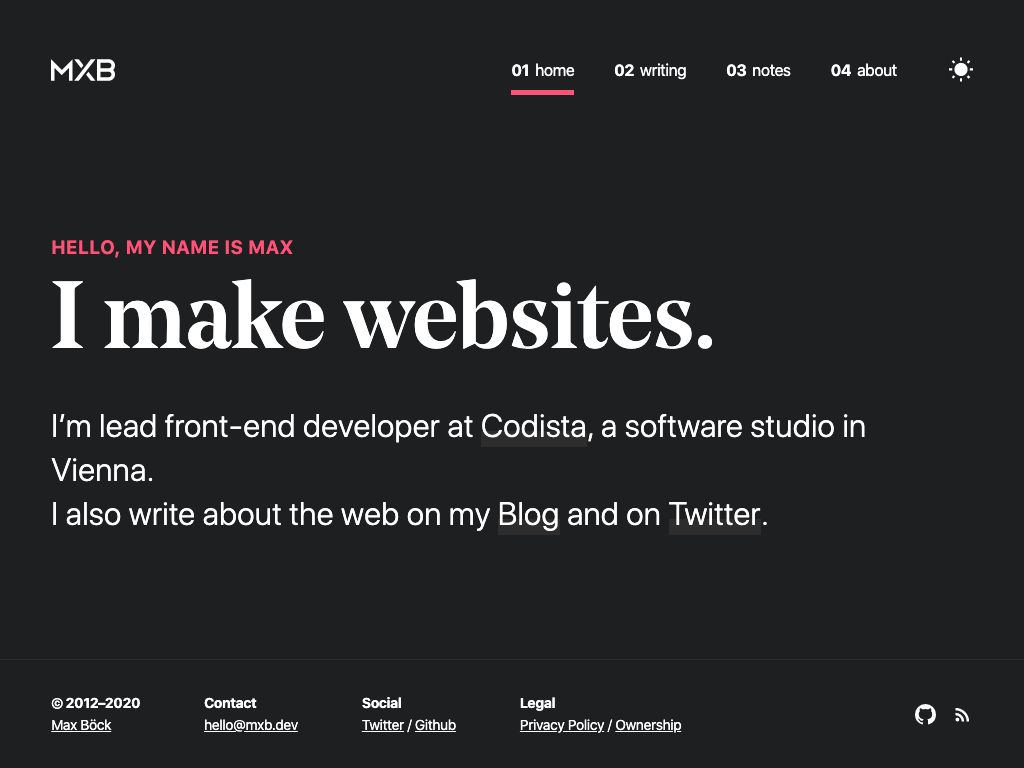 MXB
01 home 02 writing 03 notes 04 about
HELLO, MY NAME IS MAX
I make websites.
I’m lead front-end developer at Codista, a software studio in
Vienna.
I also write about the web on my Blog and on Twitter.
© 2012–2020
Max Böck
Contact
hello@mxb.dev
Social
Twitter / Github
Legal
Privacy Policy / Ownership